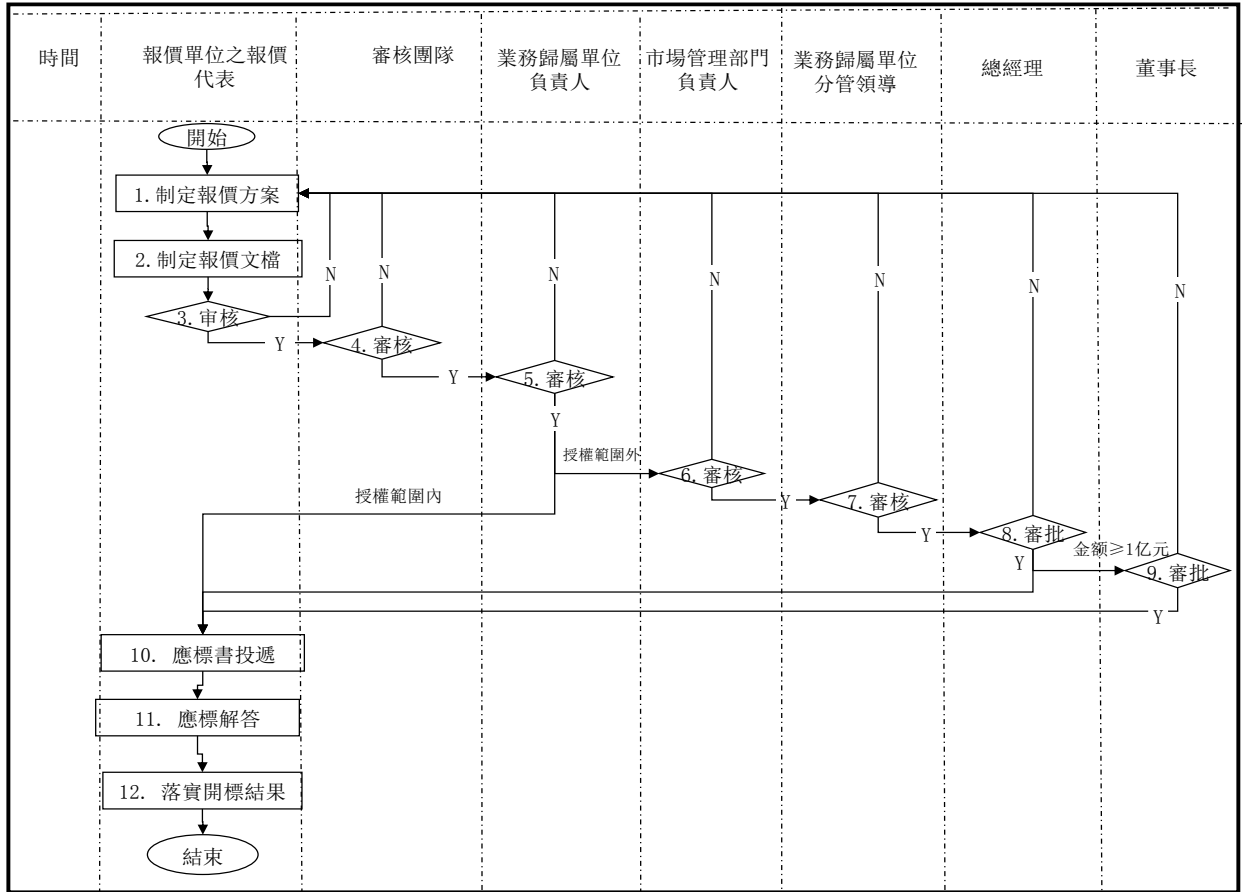 時間
報價單位之報價
代表
審核團隊
業務歸屬單位
負責人
市場管理部門
負責人
業務歸屬單位
分管領導
總經理
董事長
開始
1.制定報價方案
2.制定報價文檔
N
N
N
N
N
N
N
3.审核
Y
4.審核
Y
5.審核
Y
授權範圍外
6.審核
授權範圍內
Y
7.審核
Y
8.審批
金额≥1亿元
Y
9.審批
Y
10. 應標書投遞
11. 應標解答
12. 落實開標結果
結束